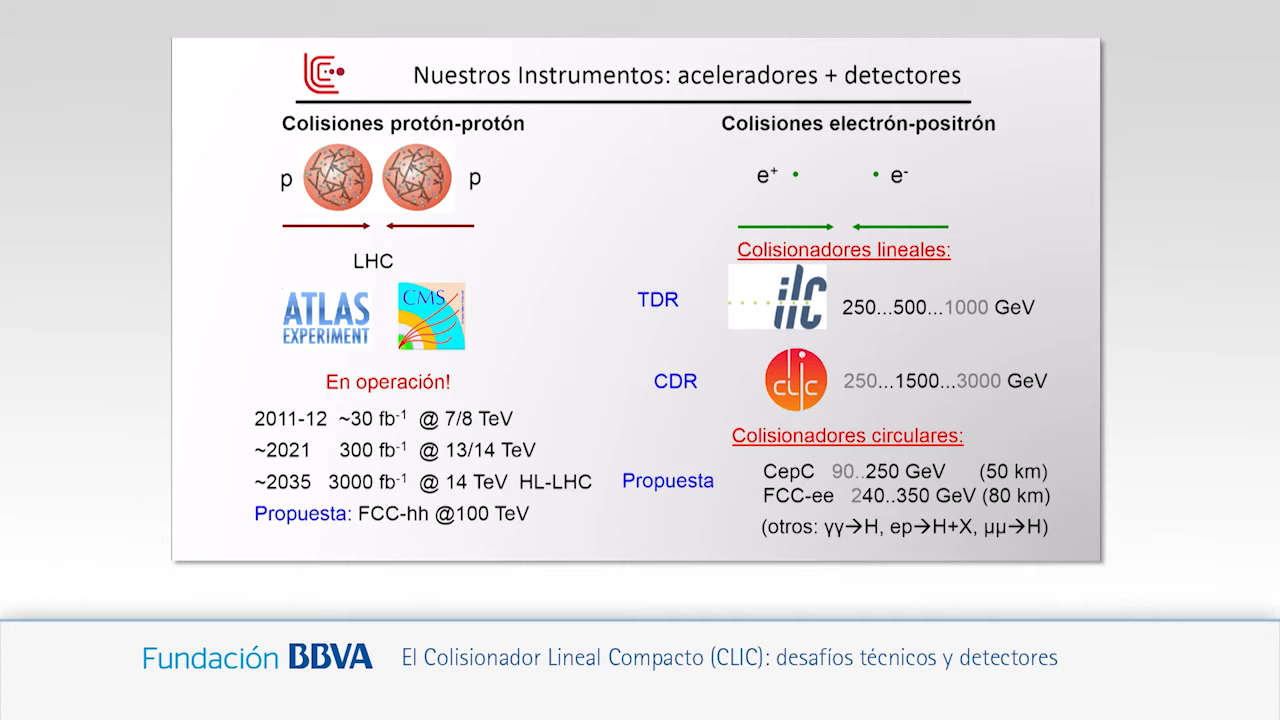 Nuestros Instrumentos: aceleradores + detectores
Colisiones protón-protón
p
p
LHC
ATLAS
EXPERIMENT
CMS
En operación!
2011-12 ~30 fb⁻¹ @ 7/8 TeV
~2021 300 fb⁻¹ @ 13/14 TeV
~2035 3000 fb⁻¹ @ 14 TeV HL-LHC
Propuesta: FCC-hh @100 TeV
Colisiones electrón-positrón
e⁺
e⁻
Colisionadores lineales:
TDR
ilc
250...500...1000 GeV
CDR
clic
250...1500...3000 GeV
Colisionadores circulares:
Propuesta
CepC 90..250 GeV (50 km)
FCC-ee 240..350 GeV (80 km)
(otros: γγ→H, ep→H+X, μμ→H)
Fundación BBVA
El Colisionador Lineal Compacto (CLIC): desafíos técnicos y detectores